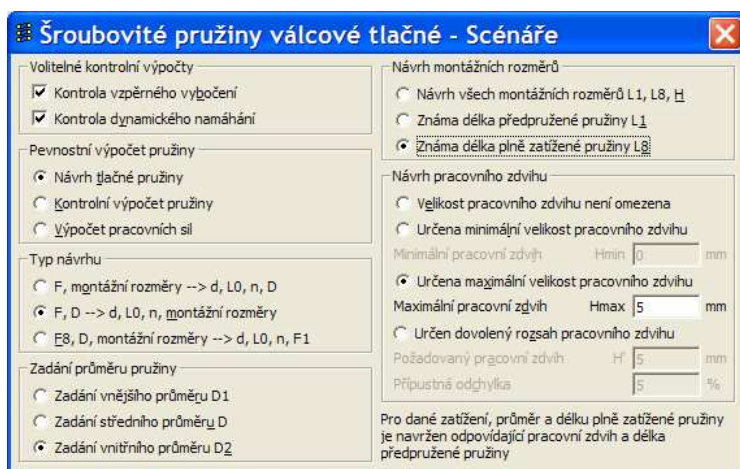 Šroubovité pružiny válcové tlačné - Scénáře
Volitelné kontrolní výpočty
Kontrola vzpěrného vybočení
Kontrola dynamického namáhání
Pevnostní výpočet pružiny
Návrh tlačné pružiny
Kontrolní výpočet pružiny
Výpočet pracovních sil
Typ návrhu
F, montážní rozměry --> d, L0, n, D
F, D --> d, L0, n, montážní rozměry
F8, D, montážní rozměry --> d, L0, n, F1
Zadání průměru pružiny
Zadání vnějšího průměru D1
Zadání středního průměru D
Zadání vnitřního průměru D2
Návrh montážních rozměrů
Návrh všech montážních rozměrů L1, L8, H
Známa délka předpružené pružiny L1
Známa délka plně zatížené pružiny L8
Návrh pracovního zdvihu
Velikost pracovního zdvihu není omezena
Určena minimální velikost pracovního zdvihu
Minimální pracovní zdvih Hmin 0 mm
Určena maximální velikost pracovního zdvihu
Maximální pracovní zdvih Hmax 5 mm
Určen dovolený rozsah pracovního zdvihu
Požadovaný pracovní zdvih H' 5 mm
Přípustná odchylka 5 %
Pro dané zatížení, průměr a délku plně zatížené pružiny
je navržen odpovídající pracovní zdvih a délka
předpružené pružiny